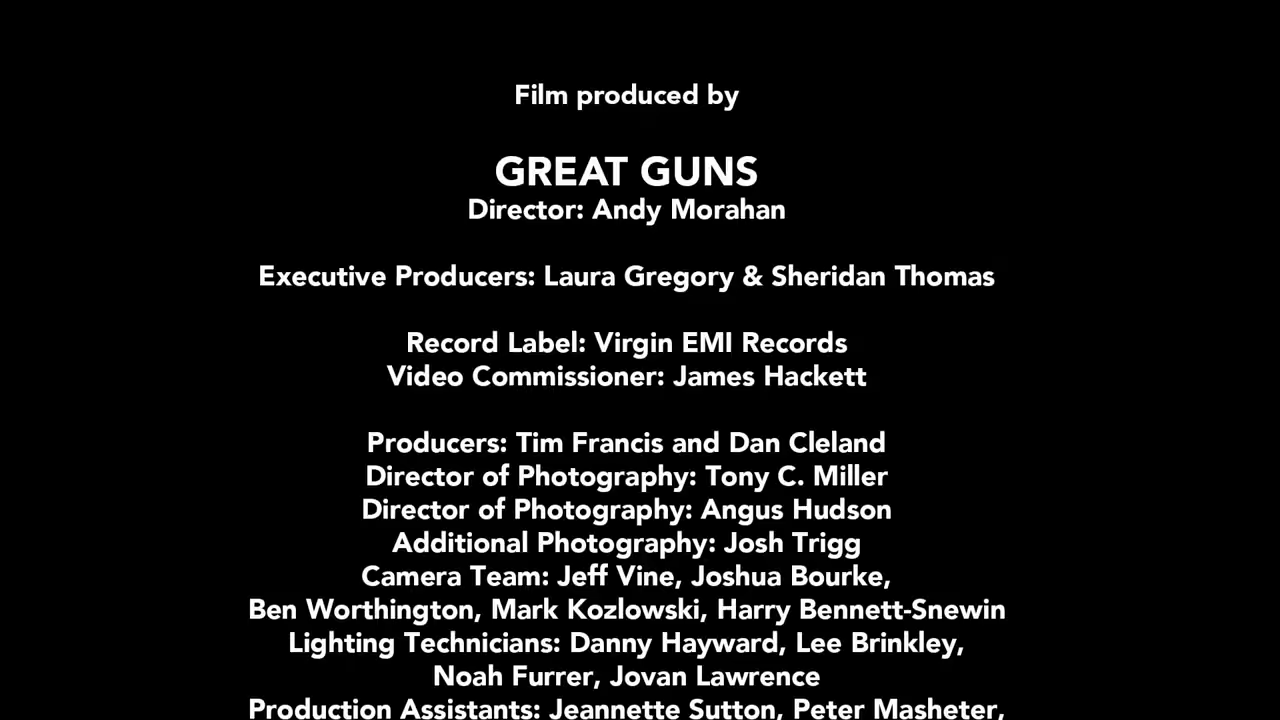 Film produced by
GREAT GUNS
Director: Andy Morahan
Executive Producers: Laura Gregory & Sheridan Thomas
Record Label: Virgin EMI Records
Video Commissioner: James Hackett
Producers: Tim Francis and Dan Cleland
Director of Photography: Tony C. Miller
Director of Photography: Angus Hudson
Additional Photography: Josh Trigg
Camera Team: Jeff Vine, Joshua Bourke,
Ben Worthington, Mark Kozlowski, Harry Bennett-Snewin
Lighting Technicians: Danny Hayward, Lee Brinkley,
Noah Furrer, Jovan Lawrence
Production Assistants: Jeannette Sutton, Peter Masheter,